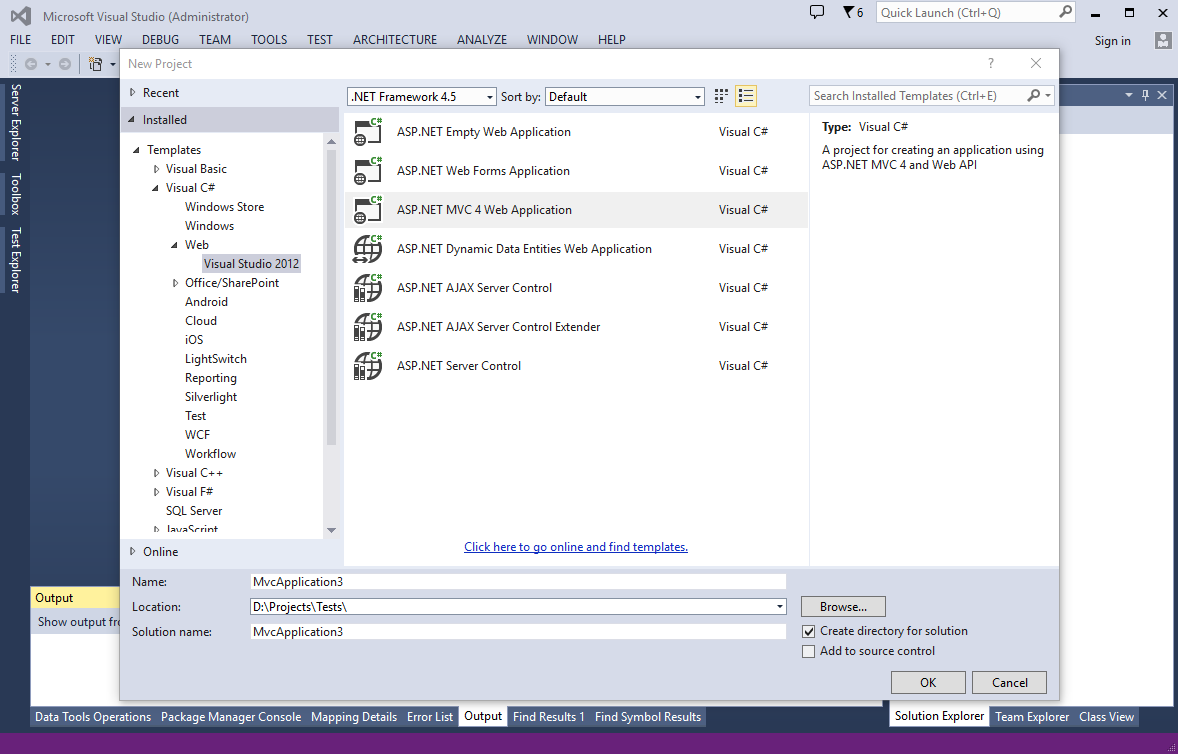 Microsoft Visual Studio (Administrator)
6
Quick Launch (Ctrl+Q)
FILE EDIT VIEW DEBUG TEAM TOOLS TEST ARCHITECTURE ANALYZE WINDOW HELP
Sign in
Server Explorer
Toolbox
Test Explorer
New Project
?
Recent
Installed
Templates
Visual Basic
Visual C#
Windows Store
Windows
Web
Visual Studio 2012
Office/SharePoint
Android
Cloud
iOS
LightSwitch
Reporting
Silverlight
Test
WCF
Workflow
Visual C++
Visual F#
SQL Server
JavaScript
Online
.NET Framework 4.5
Sort by: Default
Search Installed Templates (Ctrl+E)
C# ASP.NET Empty Web Application Visual C#
C# ASP.NET Web Forms Application Visual C#
C# ASP.NET MVC 4 Web Application Visual C#
C# ASP.NET Dynamic Data Entities Web Application Visual C#
C# ASP.NET AJAX Server Control Visual C#
C# ASP.NET AJAX Server Control Extender Visual C#
C# ASP.NET Server Control Visual C#
Click here to go online and find templates.
Type: Visual C#
A project for creating an application using
ASP.NET MVC 4 and Web API
Name: MvcApplication3
Location: D:\Projects\Tests\
Browse...
Solution name: MvcApplication3
Create directory for solution
Add to source control
OK Cancel
Output
Show output
Data Tools Operations Package Manager Console Mapping Details Error List Output Find Results 1 Find Symbol Results
Solution Explorer Team Explorer Class View